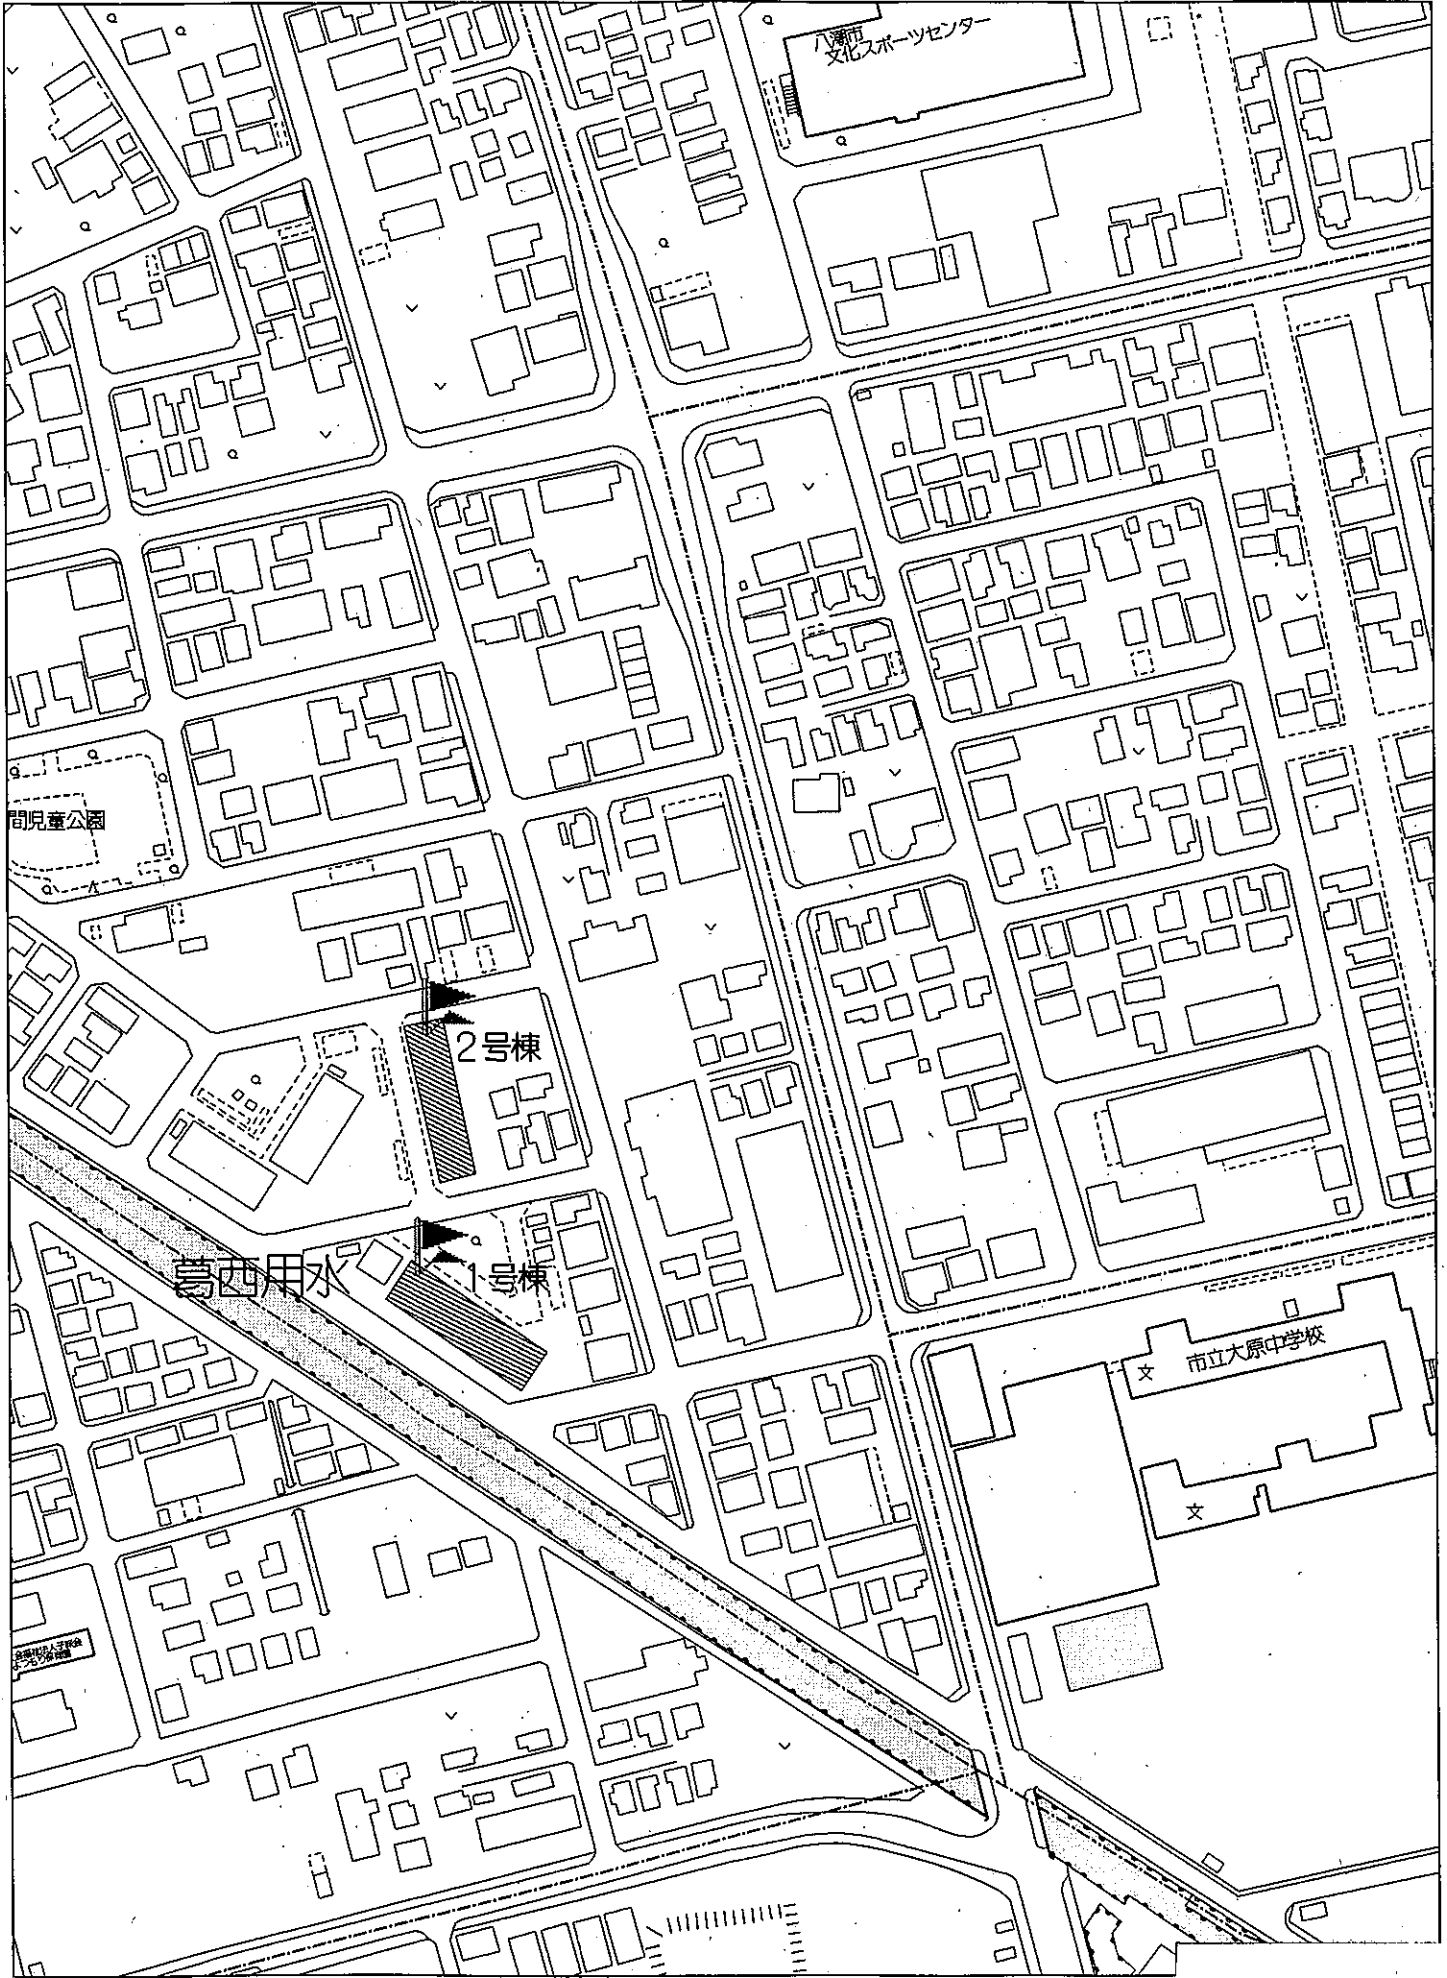 八潮市
文化スポーツセンター
間児童公園
2号棟
1号棟
葛西用水
市立大原中学校
文
文